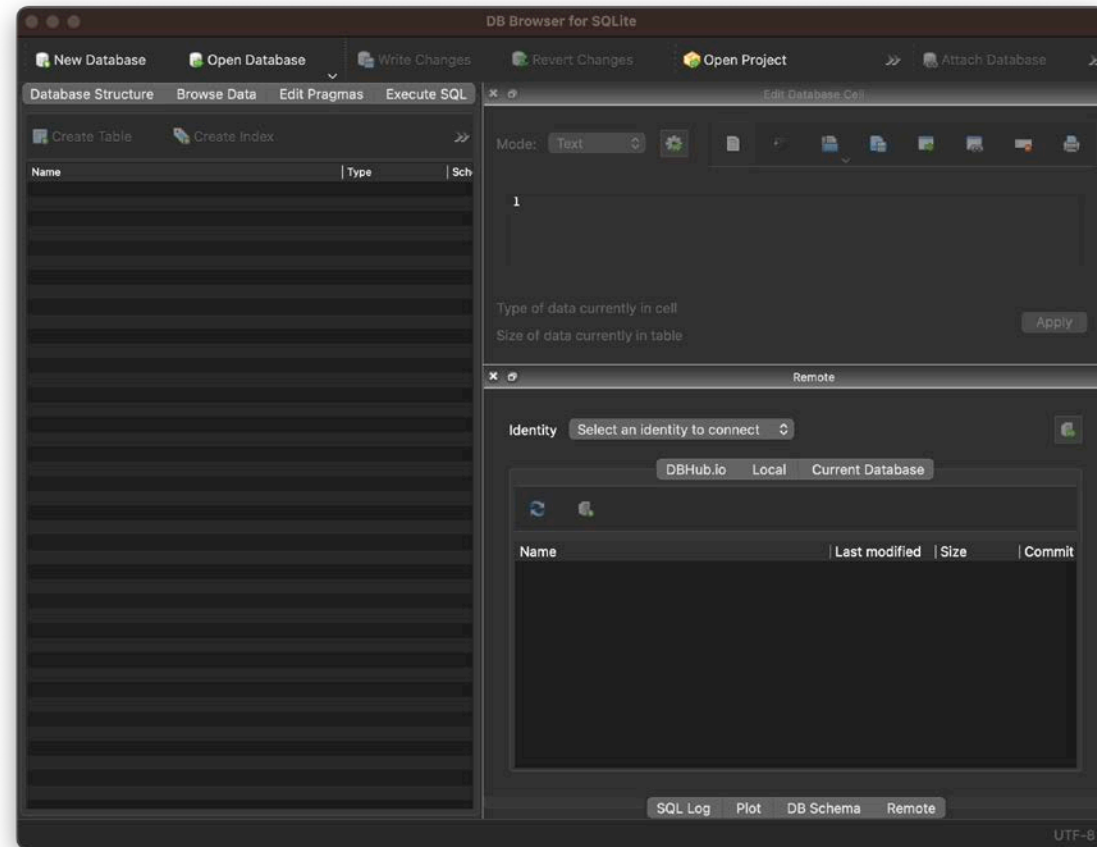 DB Browser for SQLite
New Database Open Database Write Changes Revert Changes Open Project Attach Database
Database Structure Browse Data Edit Pragmas Execute SQL
Create Table Create Index
Name Type Sch
Edit Database Cell
Mode: Text
1
Type of data currently in cell
Size of data currently in table
Apply
Remote
Identity Select an identity to connect
DBHub.io Local Current Database
Name Last modified Size Commit
SQL Log Plot DB Schema Remote
UTF-8